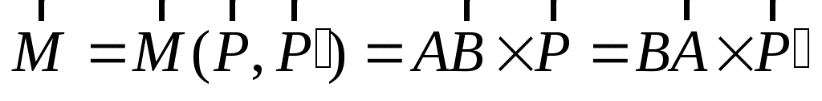 M = M(P, P▯) = AB × P = BA × P▯